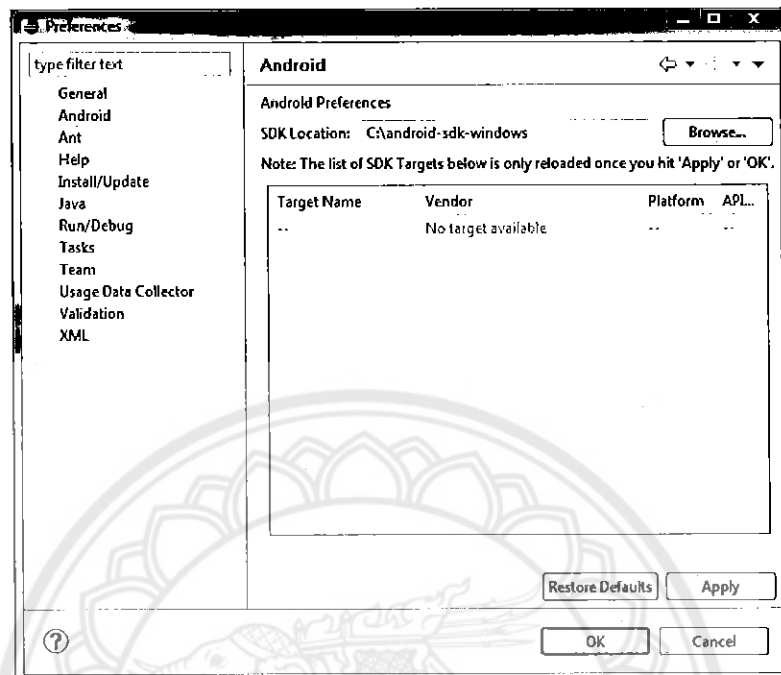 Preferences
type filter text
General
Android
Ant
Help
Install/Update
Java
Run/Debug
Tasks
Team
Usage Data Collector
Validation
XML
Android
Android Preferences
SDK Location: C:\android-sdk-windows Browse...
Note: The list of SDK Targets below is only reloaded once you hit 'Apply' or 'OK'.
Target Name Vendor Platform API...
-- No target available -- --
Restore Defaults Apply
? OK Cancel